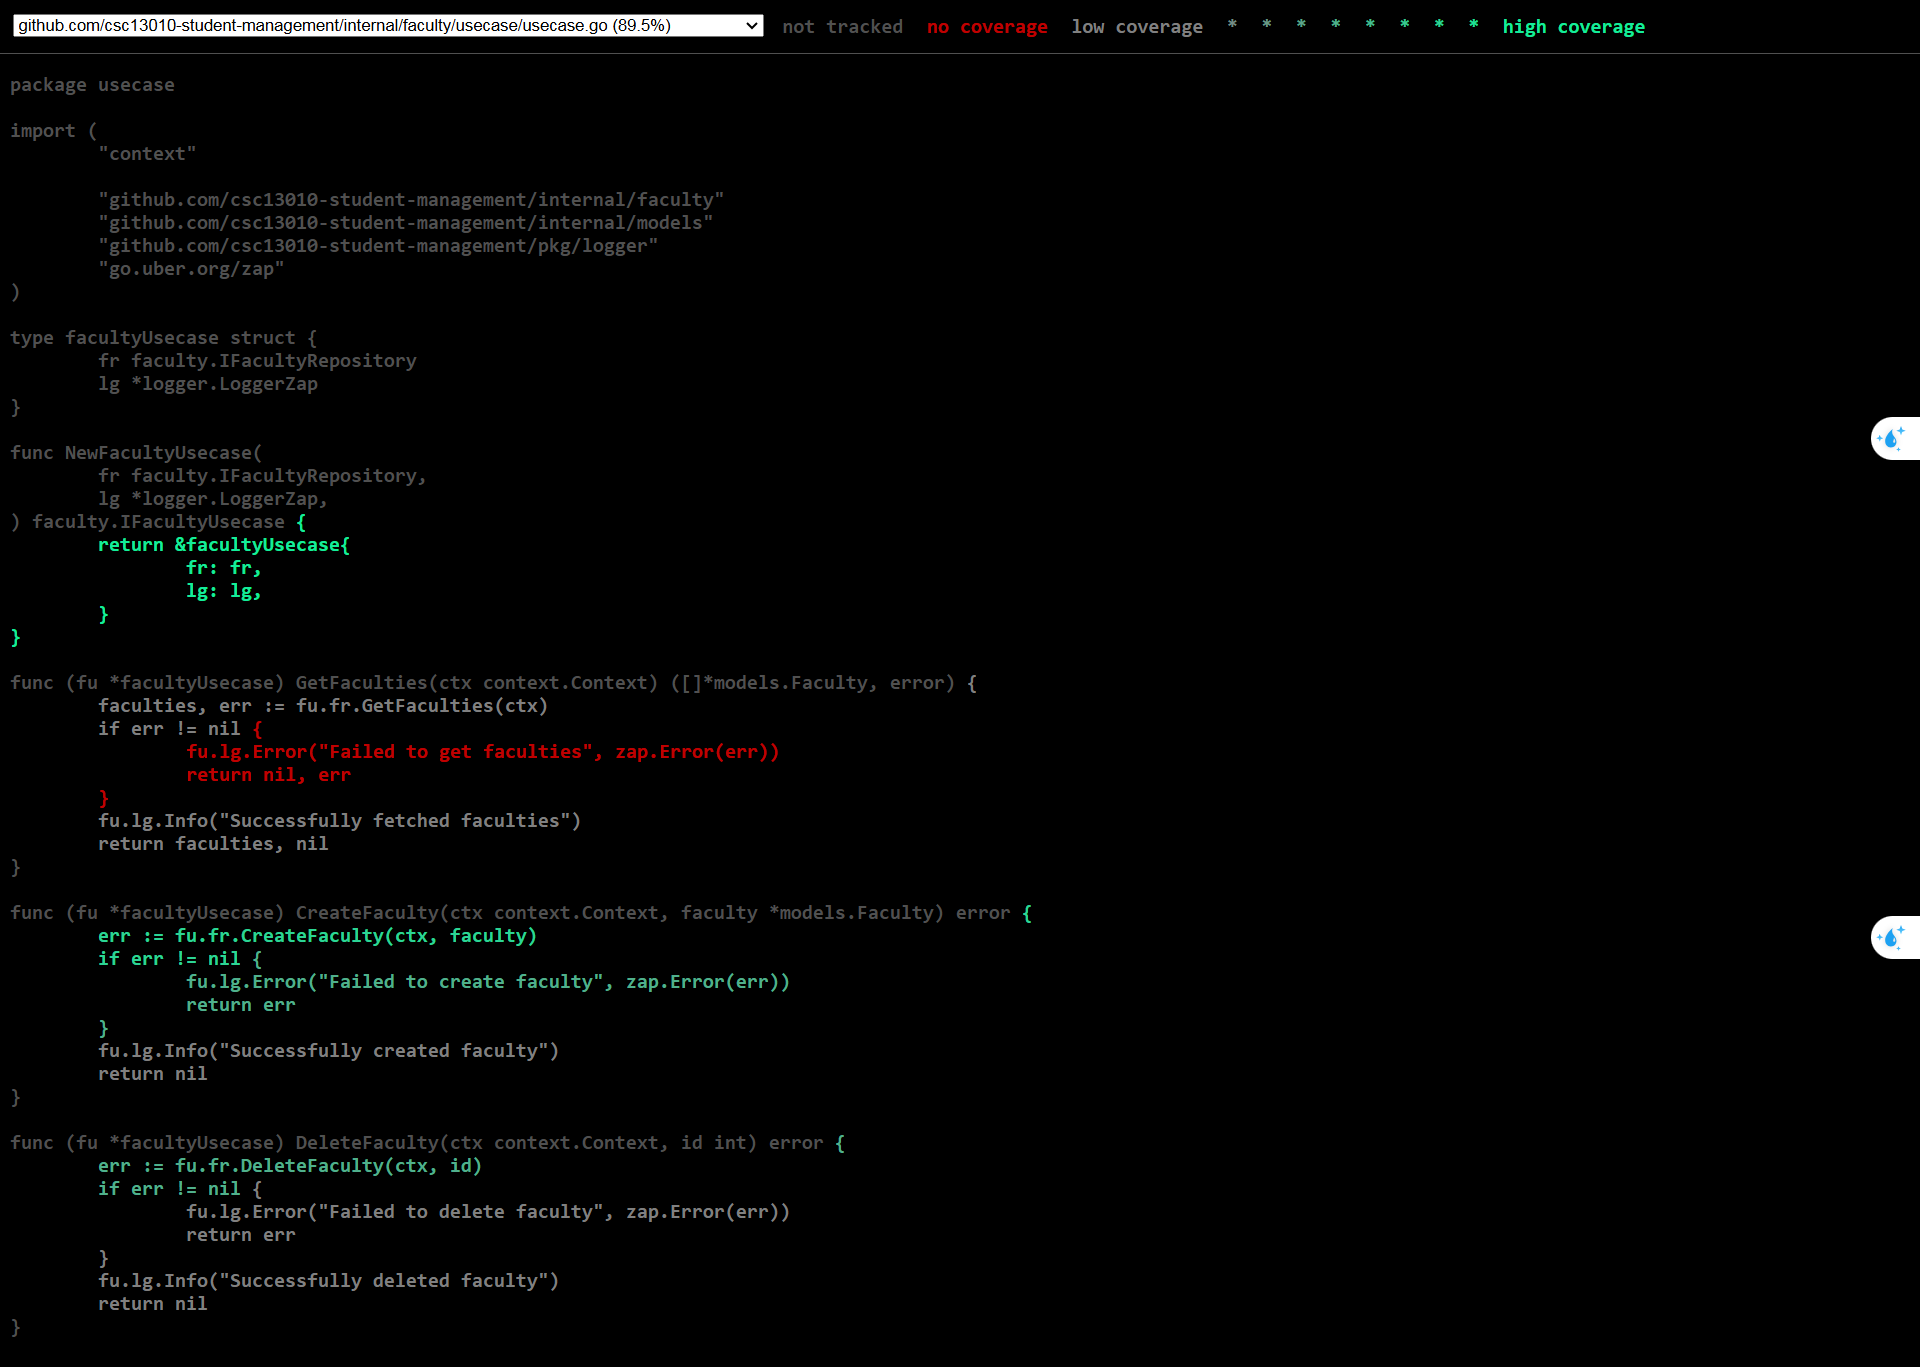 github.com/csc13010-student-management/internal/faculty/usecase/usecase.go (89.5%) not tracked no coverage low coverage * * * * * * * * high coverage
package usecase
import (
"context"
"github.com/csc13010-student-management/internal/faculty"
"github.com/csc13010-student-management/internal/models"
"github.com/csc13010-student-management/pkg/logger"
"go.uber.org/zap"
)
type facultyUsecase struct {
fr faculty.IFacultyRepository
lg *logger.LoggerZap
}
func NewFacultyUsecase(
fr faculty.IFacultyRepository,
lg *logger.LoggerZap,
) faculty.IFacultyUsecase {
return &facultyUsecase{
fr: fr,
lg: lg,
}
}
func (fu *facultyUsecase) GetFaculties(ctx context.Context) ([]*models.Faculty, error) {
faculties, err := fu.fr.GetFaculties(ctx)
if err != nil {
fu.lg.Error("Failed to get faculties", zap.Error(err))
return nil, err
}
fu.lg.Info("Successfully fetched faculties")
return faculties, nil
}
func (fu *facultyUsecase) CreateFaculty(ctx context.Context, faculty *models.Faculty) error {
err := fu.fr.CreateFaculty(ctx, faculty)
if err != nil {
fu.lg.Error("Failed to create faculty", zap.Error(err))
return err
}
fu.lg.Info("Successfully created faculty")
return nil
}
func (fu *facultyUsecase) DeleteFaculty(ctx context.Context, id int) error {
err := fu.fr.DeleteFaculty(ctx, id)
if err != nil {
fu.lg.Error("Failed to delete faculty", zap.Error(err))
return err
}
fu.lg.Info("Successfully deleted faculty")
return nil
}